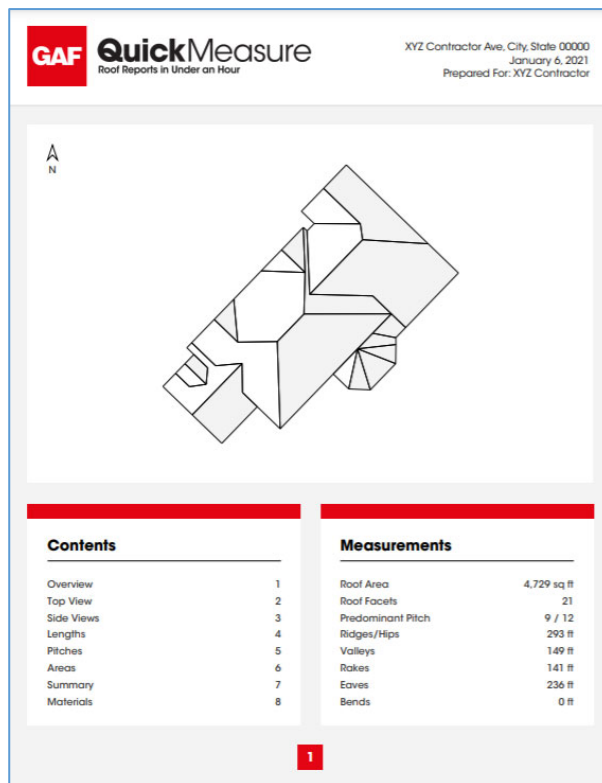 GAF
QuickMeasure
Roof Reports in Under an Hour
XYZ Contractor Ave, City, State 00000
January 6, 2021
Prepared For: XYZ Contractor
N
Contents
Overview 1
Top View 2
Side Views 3
Lengths 4
Pitches 5
Areas 6
Summary 7
Materials 8
Measurements
Roof Area 4,729 sq ft
Roof Facets 21
Predominant Pitch 9 / 12
Ridges/Hips 293 ft
Valleys 149 ft
Rakes 141 ft
Eaves 236 ft
Bends 0 ft
1